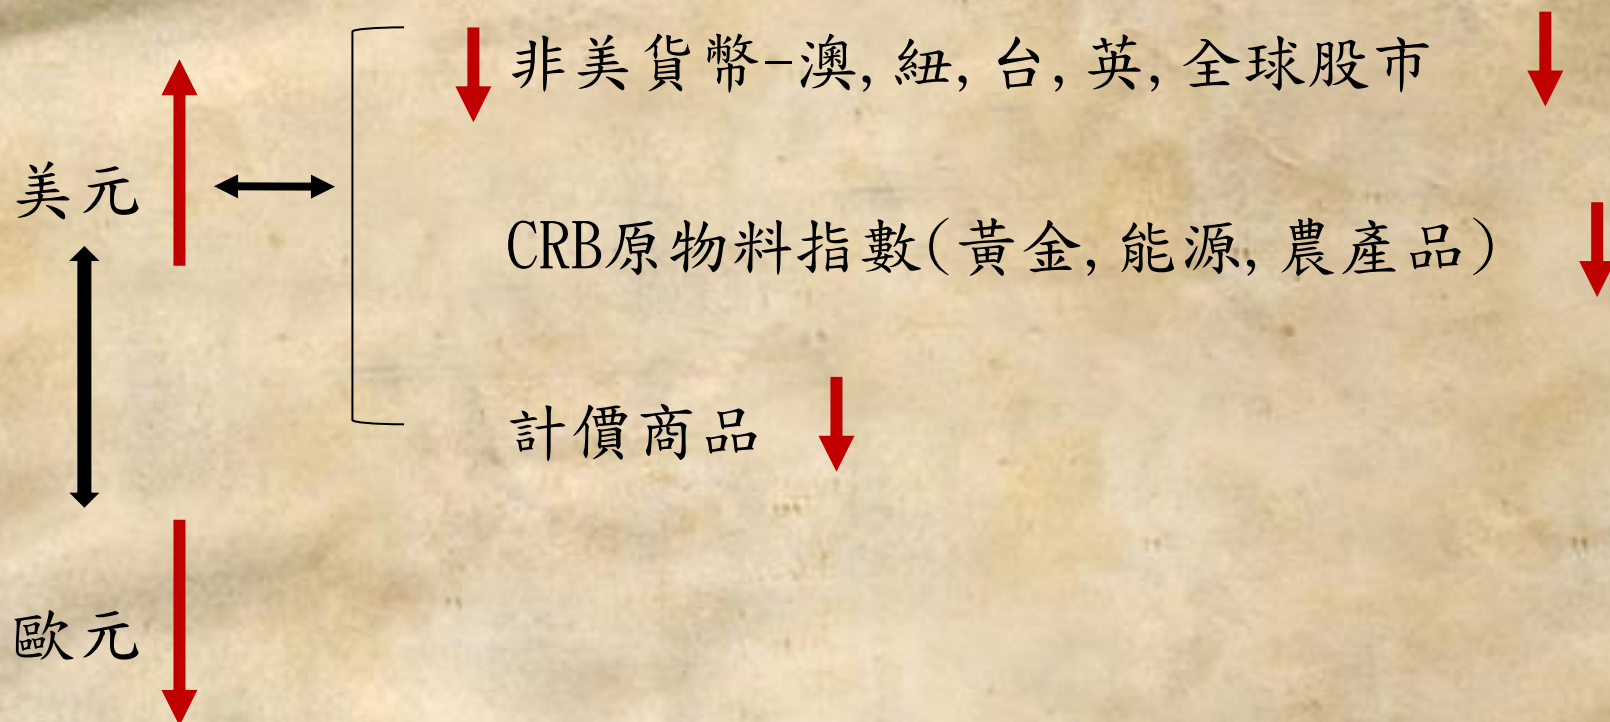 非美貨幣-澳,紐,台,英,全球股市
美元
CRB原物料指數(黃金,能源,農產品)
計價商品
歐元